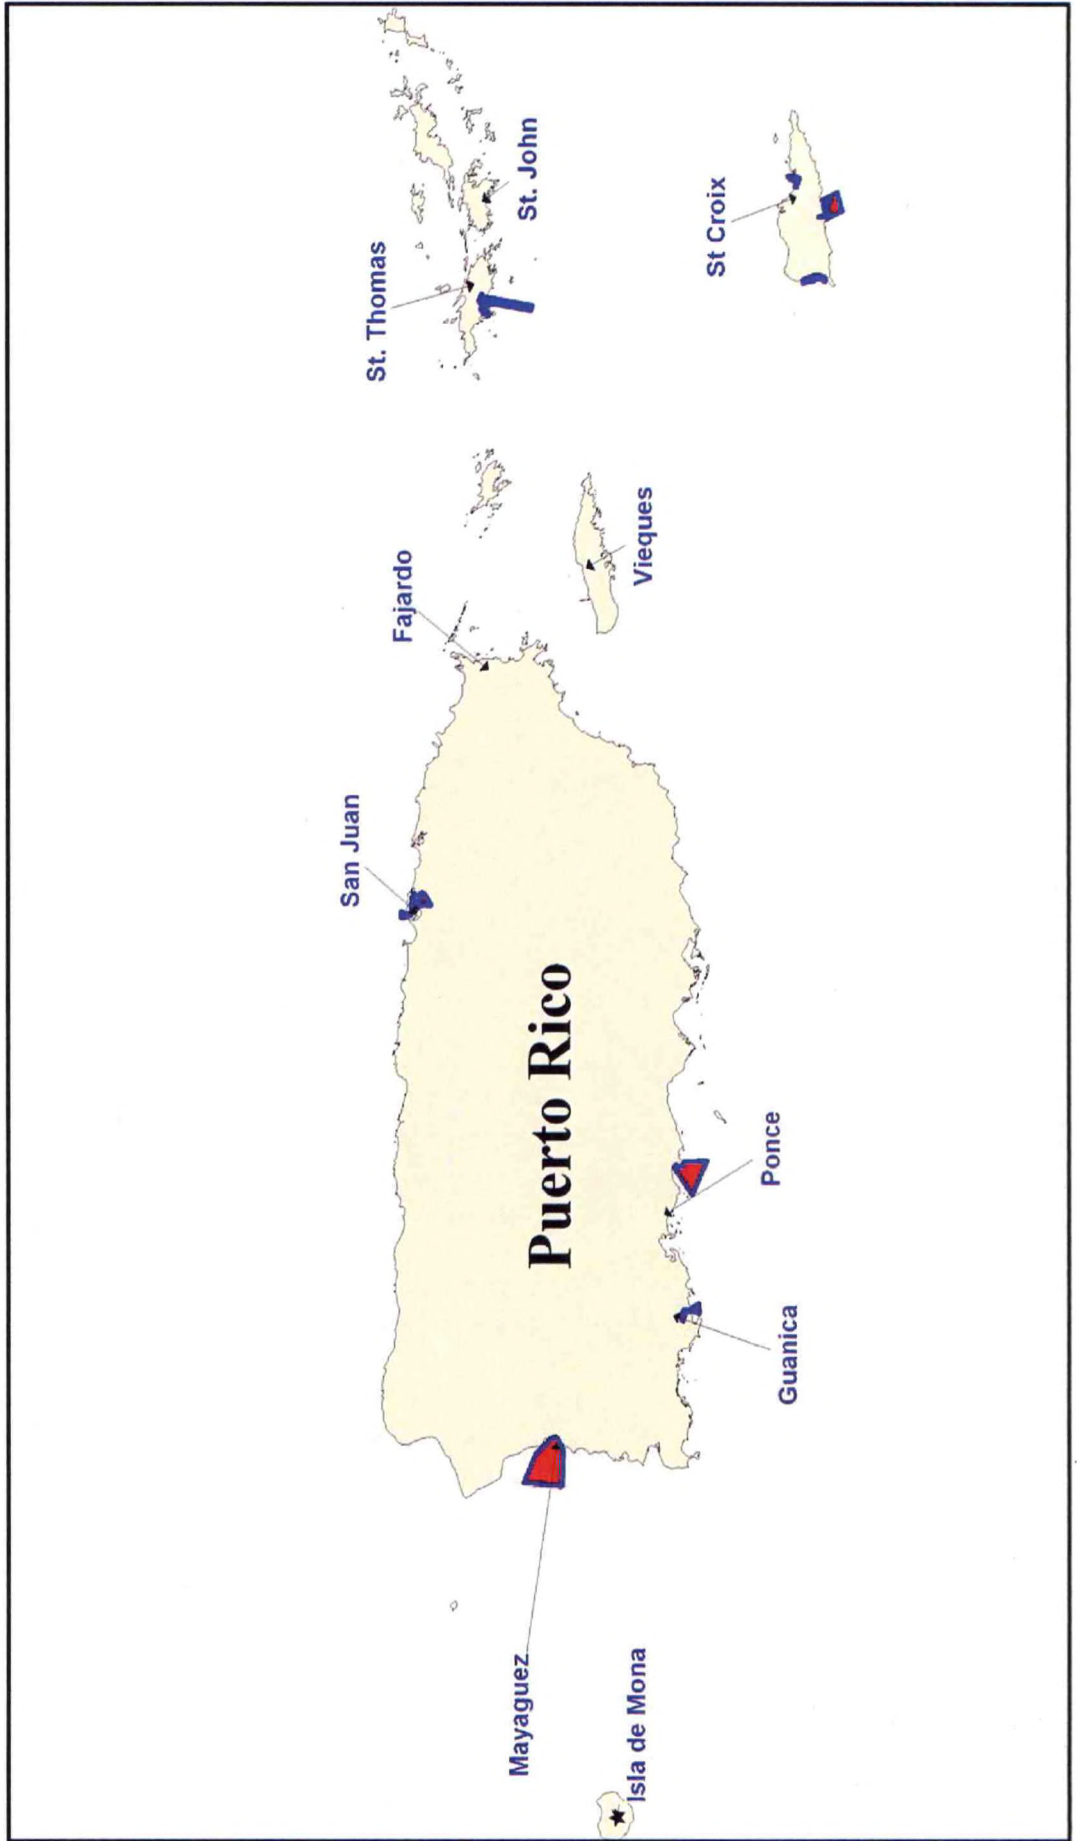 St. Thomas
St. John
St Croix
Fajardo
Vieques
San Juan
Puerto Rico
Ponce
Guanica
Mayaguez
Isla de Mona